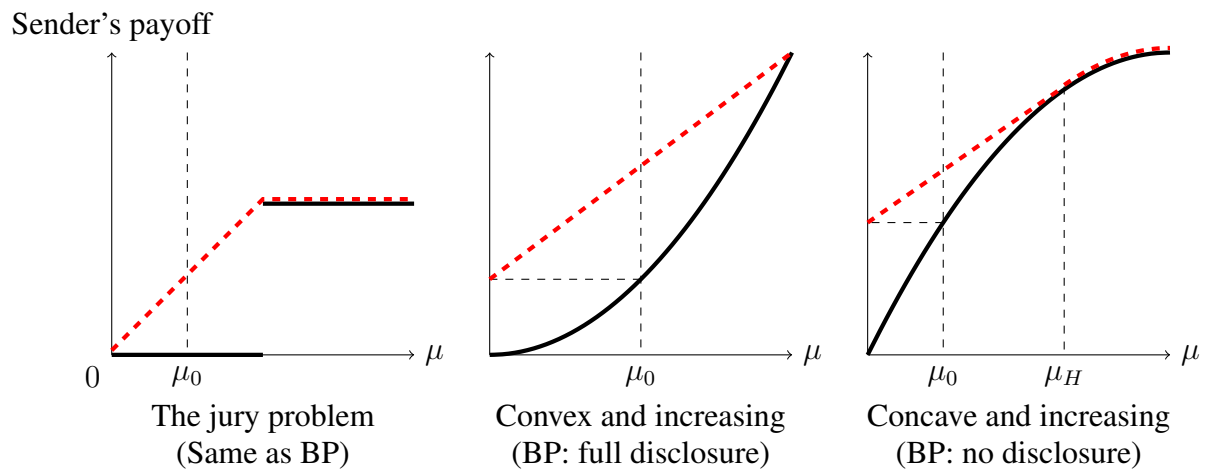 Sender's payoff
0
μ₀
μ
The jury problem
(Same as BP)
μ₀
μ
Convex and increasing
(BP: full disclosure)
μ₀
μ_H
μ
Concave and increasing
(BP: no disclosure)